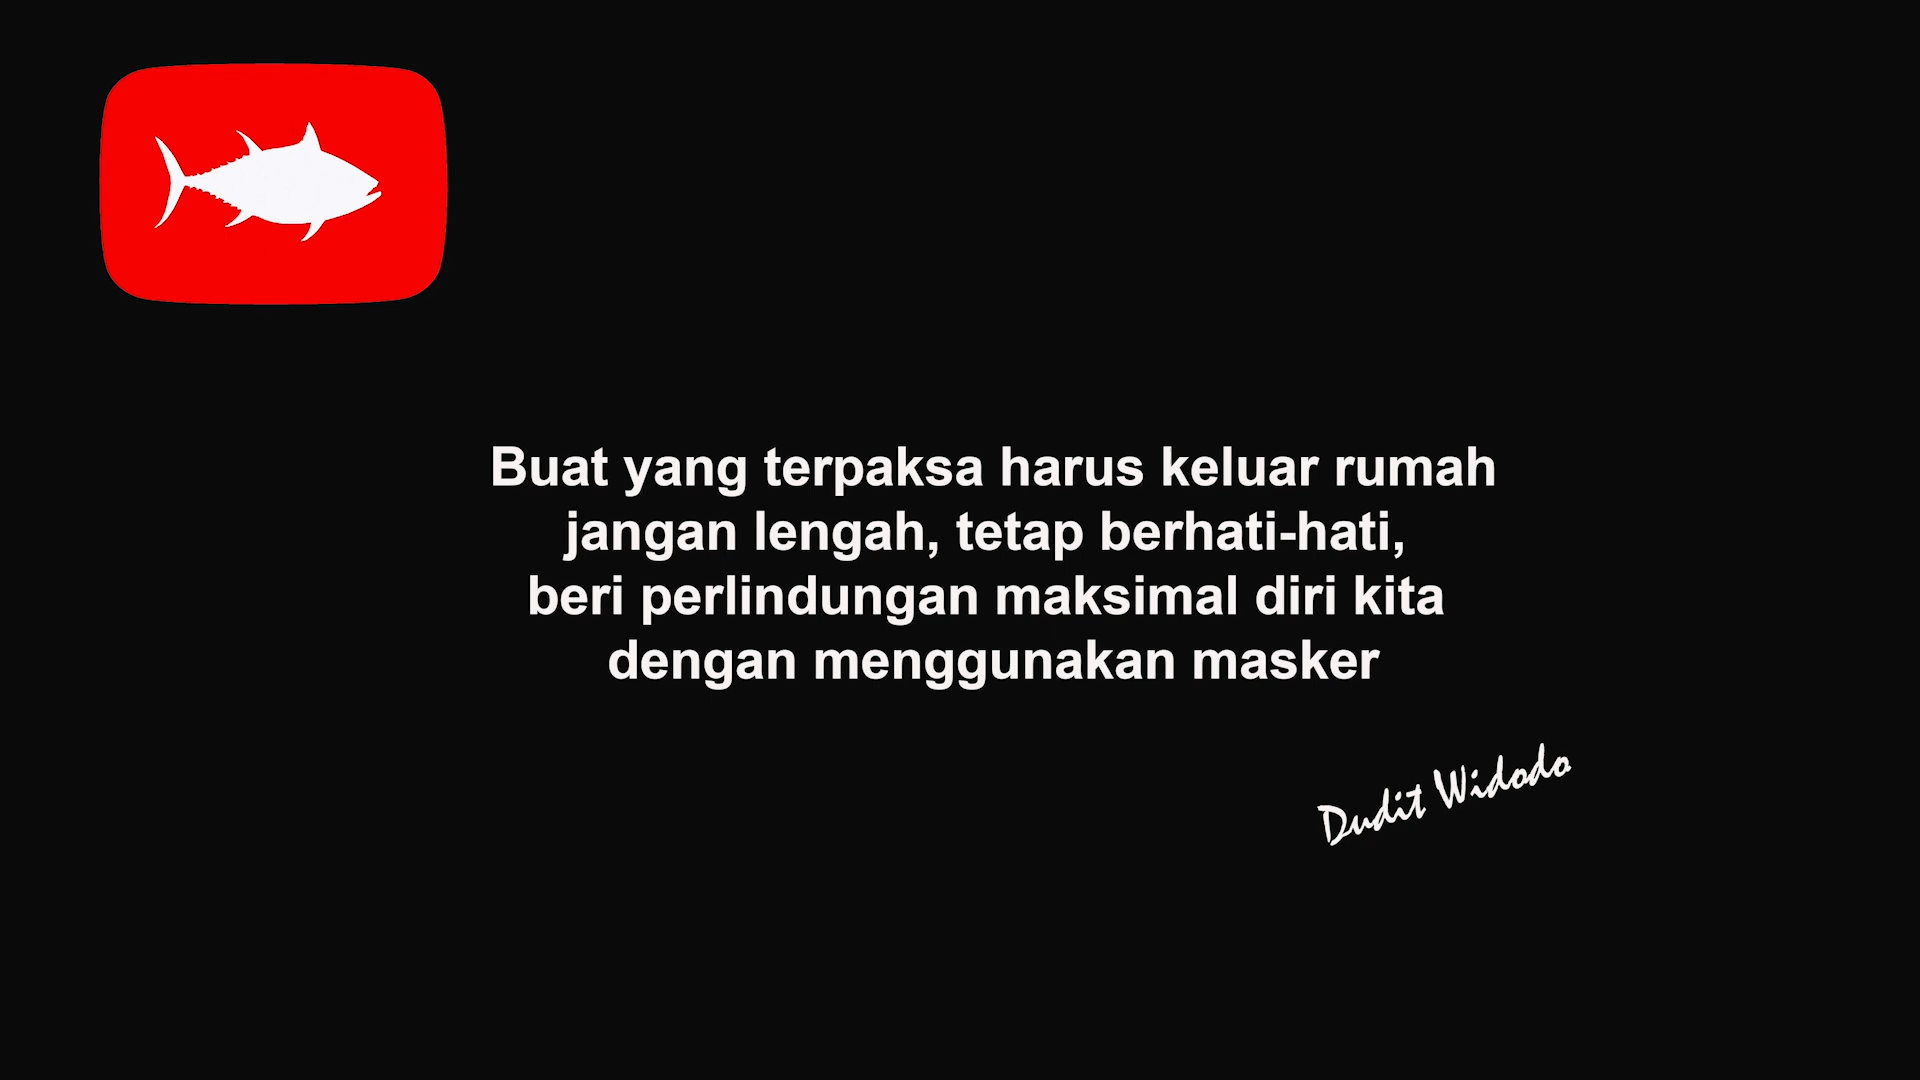 Buat yang terpaksa harus keluar rumah
jangan lengah, tetap berhati-hati,
beri perlindungan maksimal diri kita
dengan menggunakan masker
Dudit Widodo